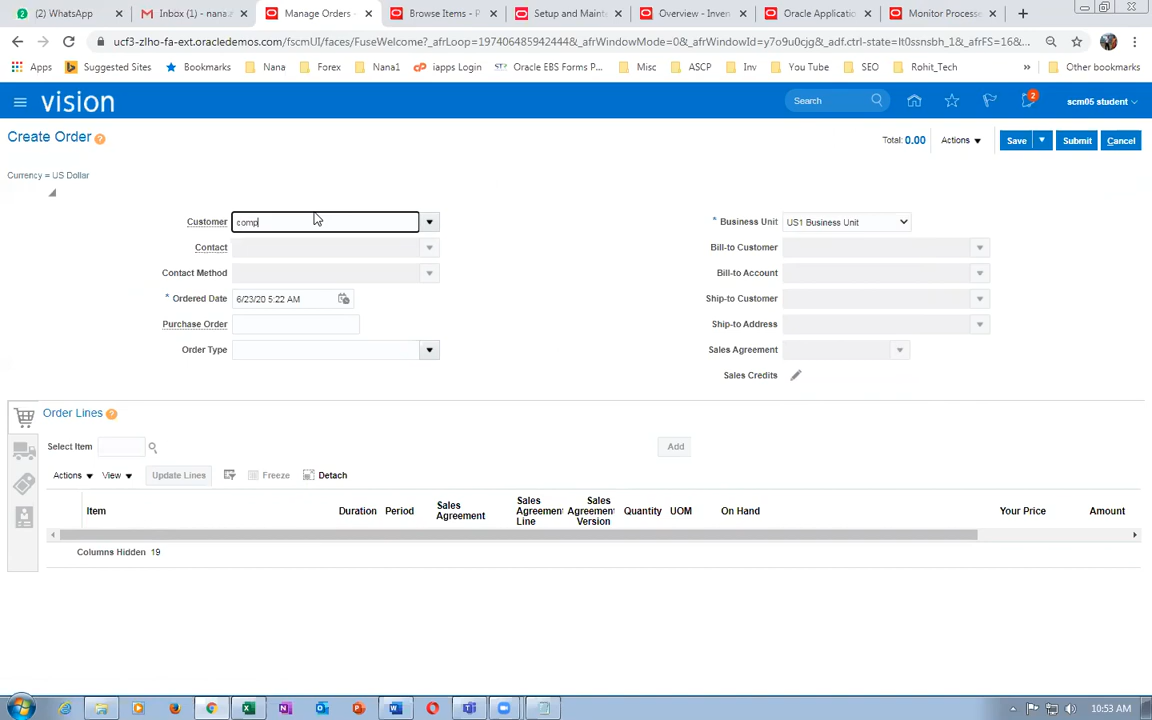 (2) WhatsApp
Inbox (1) - nana.a
Manage Orders -
Browse Items - P
Setup and Mainte
Overview - Inven
Oracle Applicatio
Monitor Processe
ucf3-zlho-fa-ext.oracledemos.com/fscmUI/faces/FuseWelcome?_afrLoop=197406485942444&_afrWindowMode=0&_afrWindowId=y7o9u0cjg&_adf.ctrl-state=lt0ssnsbh_1&_afrFS=16&...
Apps
Suggested Sites
Bookmarks
Nana
Forex
Nana1
iapps Login
Oracle EBS Forms P...
Misc
ASCP
Inv
You Tube
SEO
Rohit_Tech
»
Other bookmarks
vision
Search
2
scm05 student
Create Order
Total: 0.00
Actions
Save
Submit
Cancel
Currency = US Dollar
Customer comp
* Business Unit US1 Business Unit
Contact
Bill-to Customer
Contact Method
Bill-to Account
* Ordered Date 6/23/20 5:22 AM
Ship-to Customer
Purchase Order
Ship-to Address
Order Type
Sales Agreement
Sales Credits
Order Lines
Select Item
Add
Actions
View
Update Lines
Freeze
Detach
Item
Duration
Period
Sales Agreement
Sales Agreement Line
Sales Agreement Version
Quantity
UOM
On Hand
Your Price
Amount
Columns Hidden 19
10:53 AM